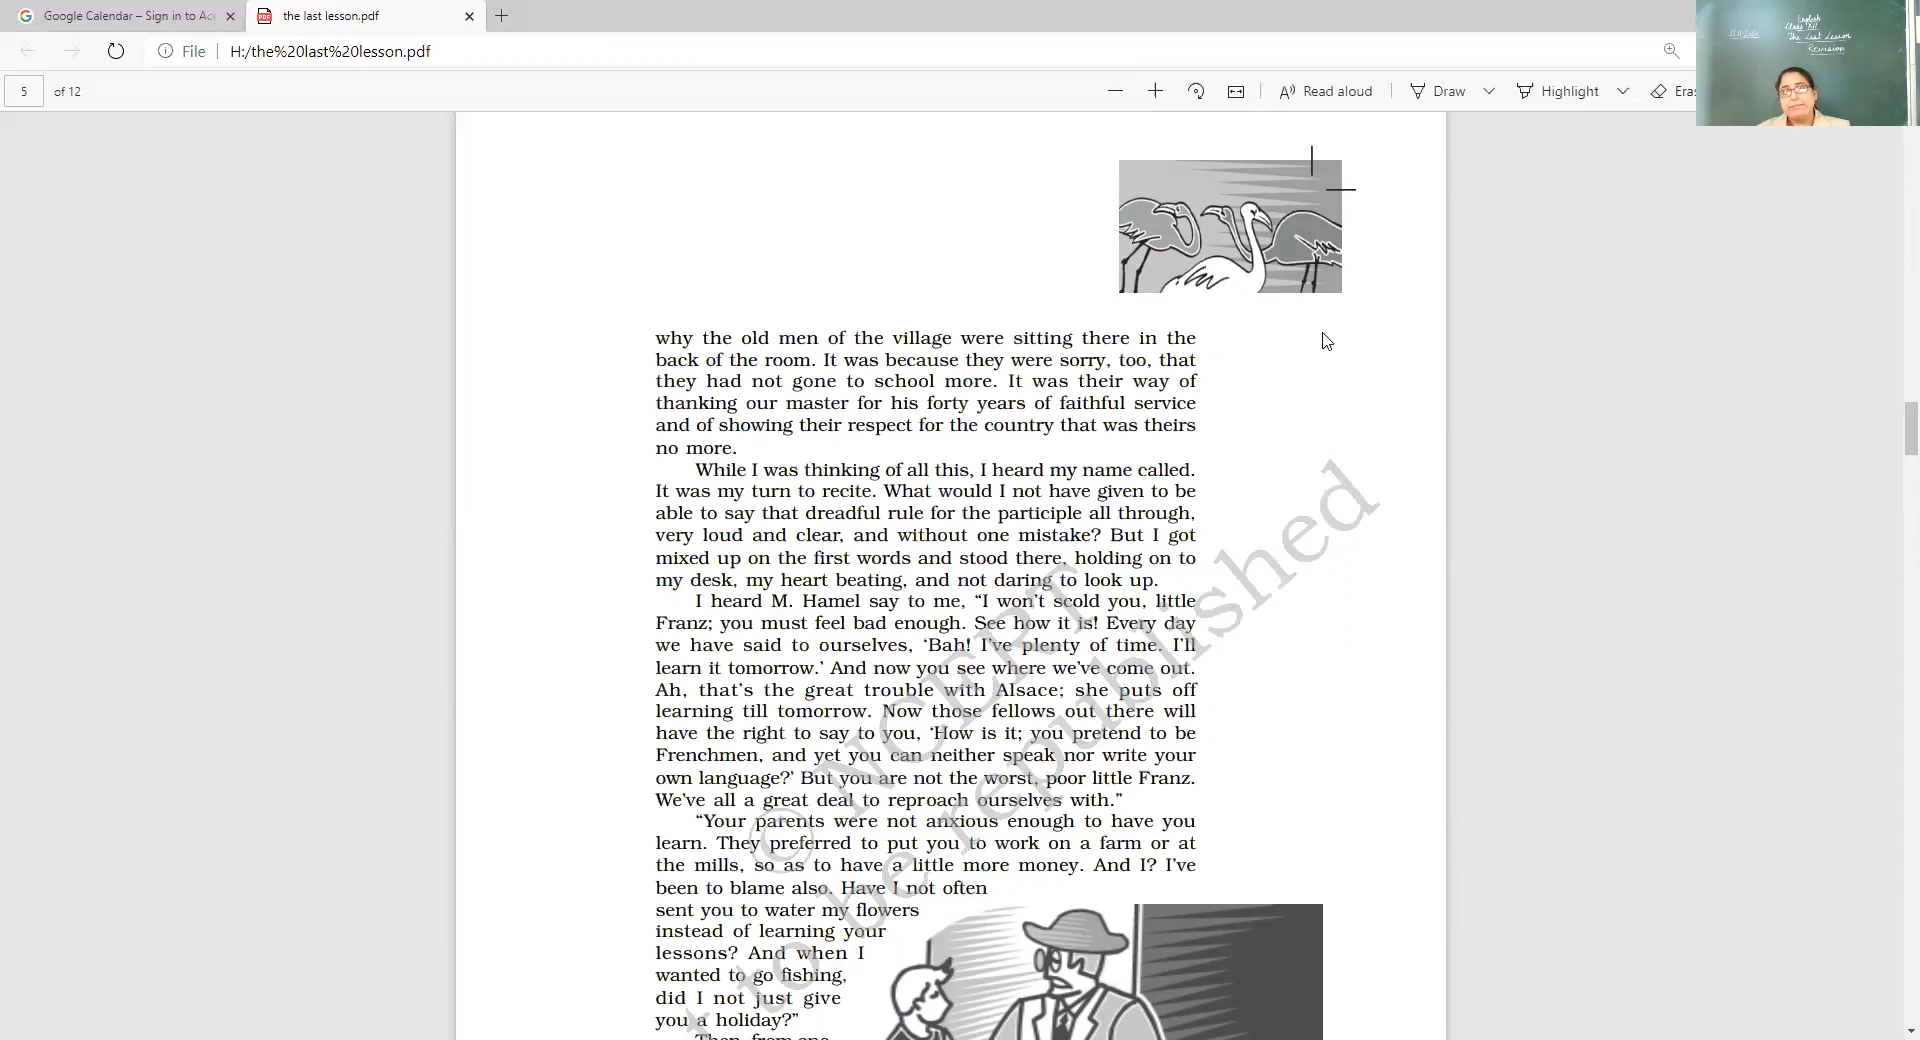 Google Calendar – Sign in to Ac
the last lesson.pdf
File
H:/the%20last%20lesson.pdf
5
of 12
Read aloud
Draw
Highlight
Eras
English
Class XII
The Last Lesson
Revision
why the old men of the village were sitting there in the
back of the room. It was because they were sorry, too, that
they had not gone to school more. It was their way of
thanking our master for his forty years of faithful service
and of showing their respect for the country that was theirs
no more.
While I was thinking of all this, I heard my name called.
It was my turn to recite. What would I not have given to be
able to say that dreadful rule for the participle all through,
very loud and clear, and without one mistake? But I got
mixed up on the first words and stood there, holding on to
my desk, my heart beating, and not daring to look up.
I heard M. Hamel say to me, “I won’t scold you, little
Franz; you must feel bad enough. See how it is! Every day
we have said to ourselves, ‘Bah! I’ve plenty of time. I’ll
learn it tomorrow.’ And now you see where we’ve come out.
Ah, that’s the great trouble with Alsace; she puts off
learning till tomorrow. Now those fellows out there will
have the right to say to you, ‘How is it; you pretend to be
Frenchmen, and yet you can neither speak nor write your
own language?’ But you are not the worst, poor little Franz.
We’ve all a great deal to reproach ourselves with.”
“Your parents were not anxious enough to have you
learn. They preferred to put you to work on a farm or at
the mills, so as to have a little more money. And I? I’ve
been to blame also. Have I not often
sent you to water my flowers
instead of learning your
lessons? And when I
wanted to go fishing,
did I not just give
you a holiday?”
Then, from one
© NCERT
to be republished